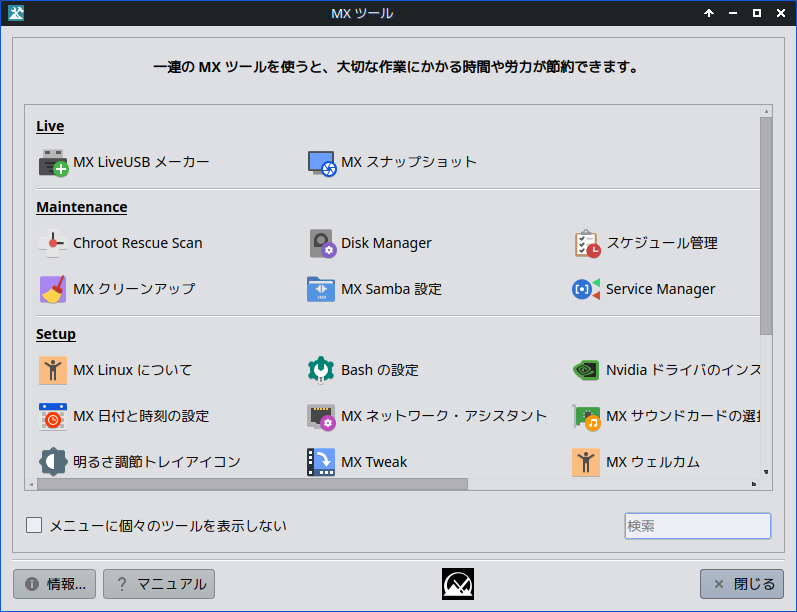 MX ツール
一連の MX ツールを使うと、大切な作業にかかる時間や労力が節約できます。
Live
MX LiveUSB メーカー
MX スナップショット
Maintenance
Chroot Rescue Scan
Disk Manager
スケジュール管理
MX クリーンアップ
MX Samba 設定
Service Manager
Setup
MX Linux について
Bash の設定
Nvidia ドライバのインス
MX 日付と時刻の設定
MX ネットワーク・アシスタント
MX サウンドカードの選
明るさ調節トレイアイコン
MX Tweak
MX ウェルカム
メニューに個々のツールを表示しない
検索
情報...
? マニュアル
閉じる